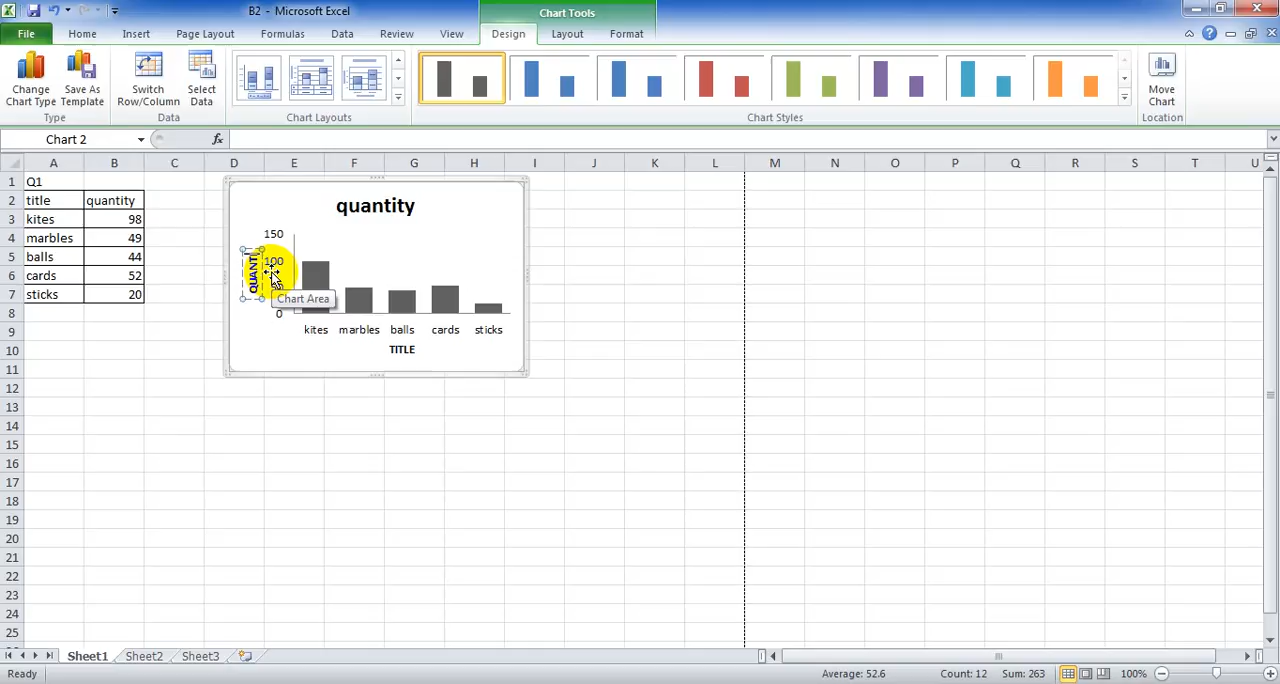 B2 - Microsoft Excel
Chart Tools
File Home Insert Page Layout Formulas Data Review View Design Layout Format
Change Chart Type
Save As Template
Switch Row/Column
Select Data
Move Chart
Type Data Chart Layouts Chart Styles Location
Chart 2 fx
A B C D E F G H I J K L M N O P Q R S T U
1 Q1
2 title quantity
3 kites 98
4 marbles 49
5 balls 44
6 cards 52
7 sticks 20
8
9
10
11
12
13
14
15
16
17
18
19
20
21
22
23
24
25
quantity
150
100
0
QUANTI
Chart Area
kites marbles balls cards sticks
TITLE
Sheet1 Sheet2 Sheet3
Ready Average: 52.6 Count: 12 Sum: 263 100%